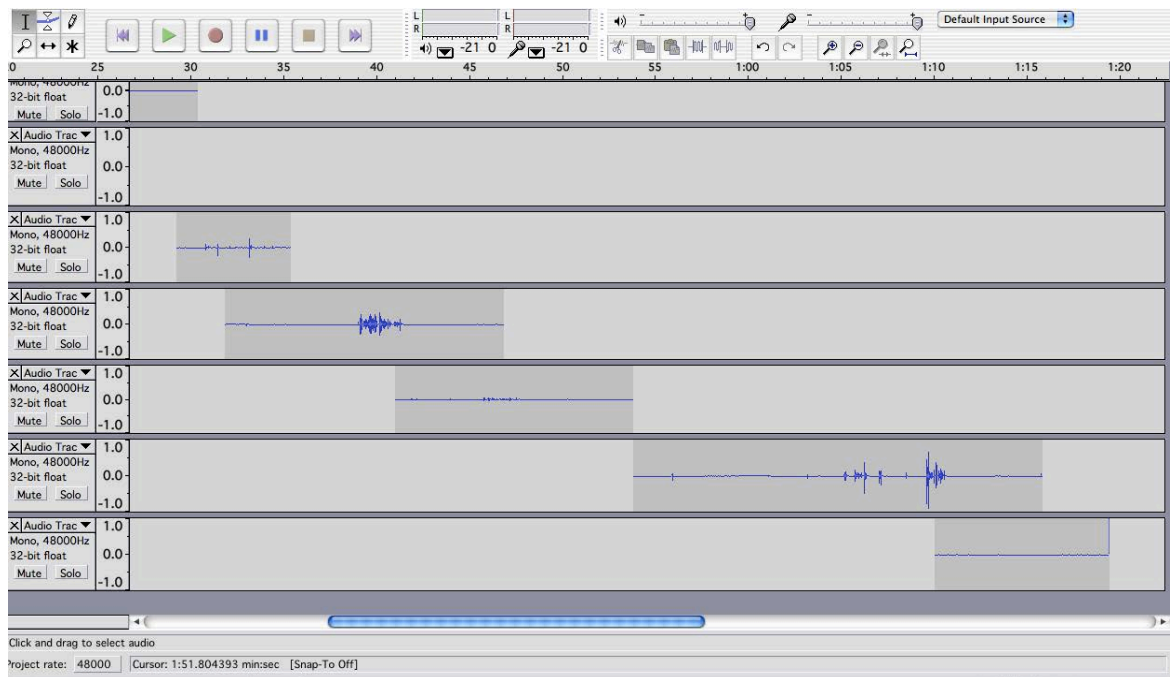 L
R
L
R
-21 0
-21 0
Default Input Source
0 25 30 35 40 45 50 55 1:00 1:05 1:10 1:15 1:20
Mono, 48000Hz
32-bit float
Mute Solo
0.0
-1.0
X Audio Trac
Mono, 48000Hz
32-bit float
Mute Solo
1.0
0.0
-1.0
X Audio Trac
Mono, 48000Hz
32-bit float
Mute Solo
1.0
0.0
-1.0
X Audio Trac
Mono, 48000Hz
32-bit float
Mute Solo
1.0
0.0
-1.0
X Audio Trac
Mono, 48000Hz
32-bit float
Mute Solo
1.0
0.0
-1.0
X Audio Trac
Mono, 48000Hz
32-bit float
Mute Solo
1.0
0.0
-1.0
X Audio Trac
Mono, 48000Hz
32-bit float
Mute Solo
1.0
0.0
-1.0
Click and drag to select audio
Project rate: 48000 Cursor: 1:51.804393 min:sec [Snap-To Off]